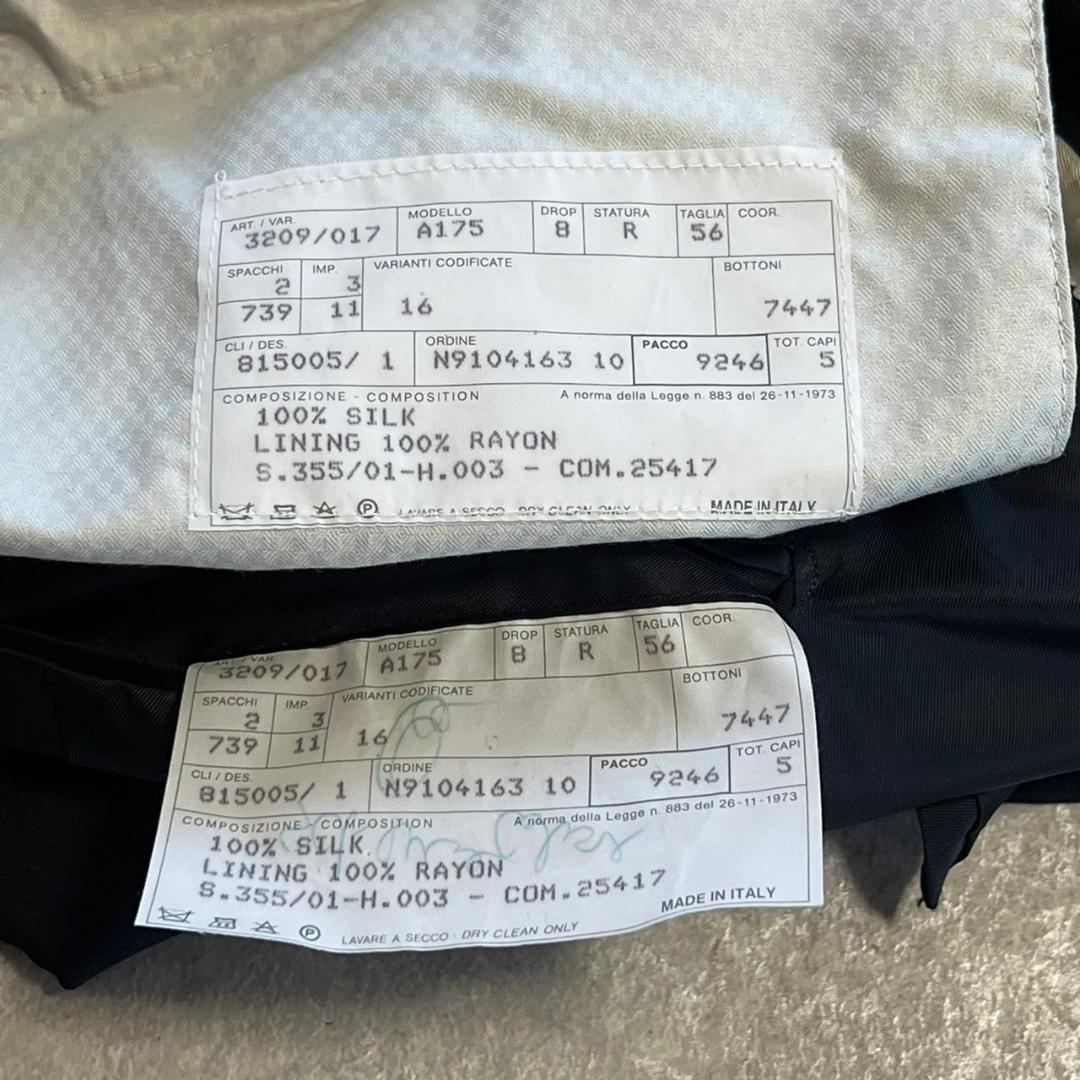 ART. / VAR. MODELLO DROP STATURA TAGLIA COOR.
3209/017 A175 8 R 56
SPACCHI IMP. VARIANTI CODIFICATE BOTTONI
2 3
739 11 16 7447
CLI / DES. ORDINE PACCO TOT. CAPI
815005/ 1 N9104163 10 9246 5
COMPOSIZIONE - COMPOSITION A norma della Legge n. 883 del 26-11-1973
100% SILK
LINING 100% RAYON
S.355/01-H.003 - COM.25417
P LAVARE A SECCO DRY CLEAN ONLY MADE IN ITALY
ART. / VAR. MODELLO DROP STATURA TAGLIA COOR.
3209/017 A175 8 R 56
SPACCHI IMP. VARIANTI CODIFICATE BOTTONI
2 3
739 11 16 7447
CLI / DES. ORDINE PACCO TOT. CAPI
815005/ 1 N9104163 10 9246 5
COMPOSIZIONE - COMPOSITION A norma della Legge n. 883 del 26-11-1973
100% SILK
LINING 100% RAYON
S.355/01-H.003 - COM.25417
P LAVARE A SECCO · DRY CLEAN ONLY MADE IN ITALY